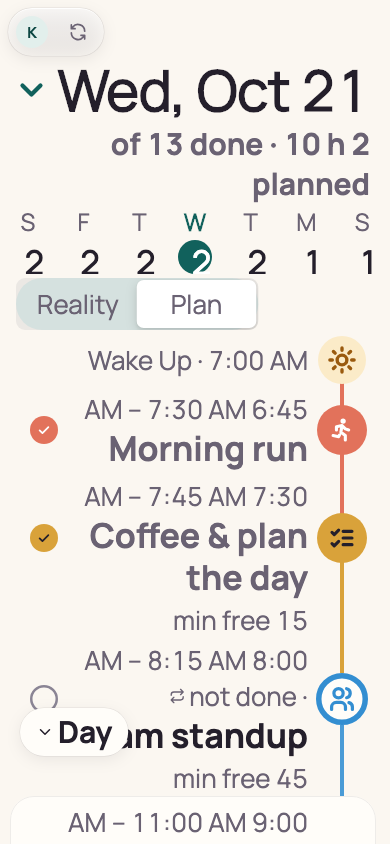 K
Wed, Oct 21
of 13 done · 10 h 2
planned
S F T W T M S
2 2 2 2 2 1 1
Reality Plan
Wake Up · 7:00 AM
AM – 7:30 AM 6:45
Morning run
AM – 7:45 AM 7:30
Coffee & plan
the day
min free 15
AM – 8:15 AM 8:00
not done ·
am standup
Day
min free 45
AM – 11:00 AM 9:00